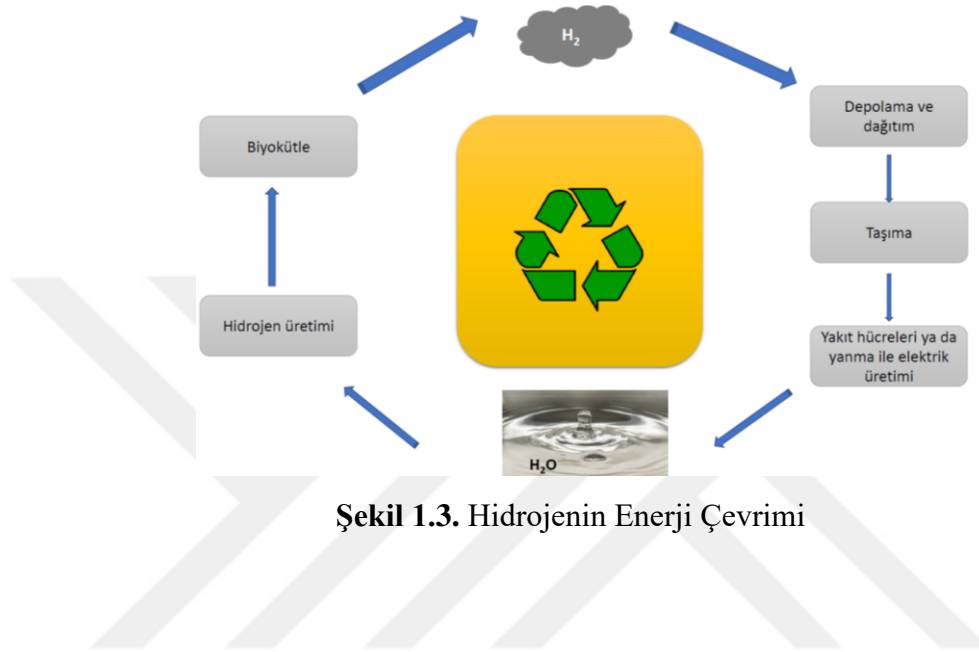 H₂
Depolama ve
dağıtım
Biyokütle
Taşıma
Hidrojen üretimi
Yakıt hücreleri ya da
yanma ile elektrik
üretimi
H₂O
Şekil 1.3. Hidrojenin Enerji Çevrimi